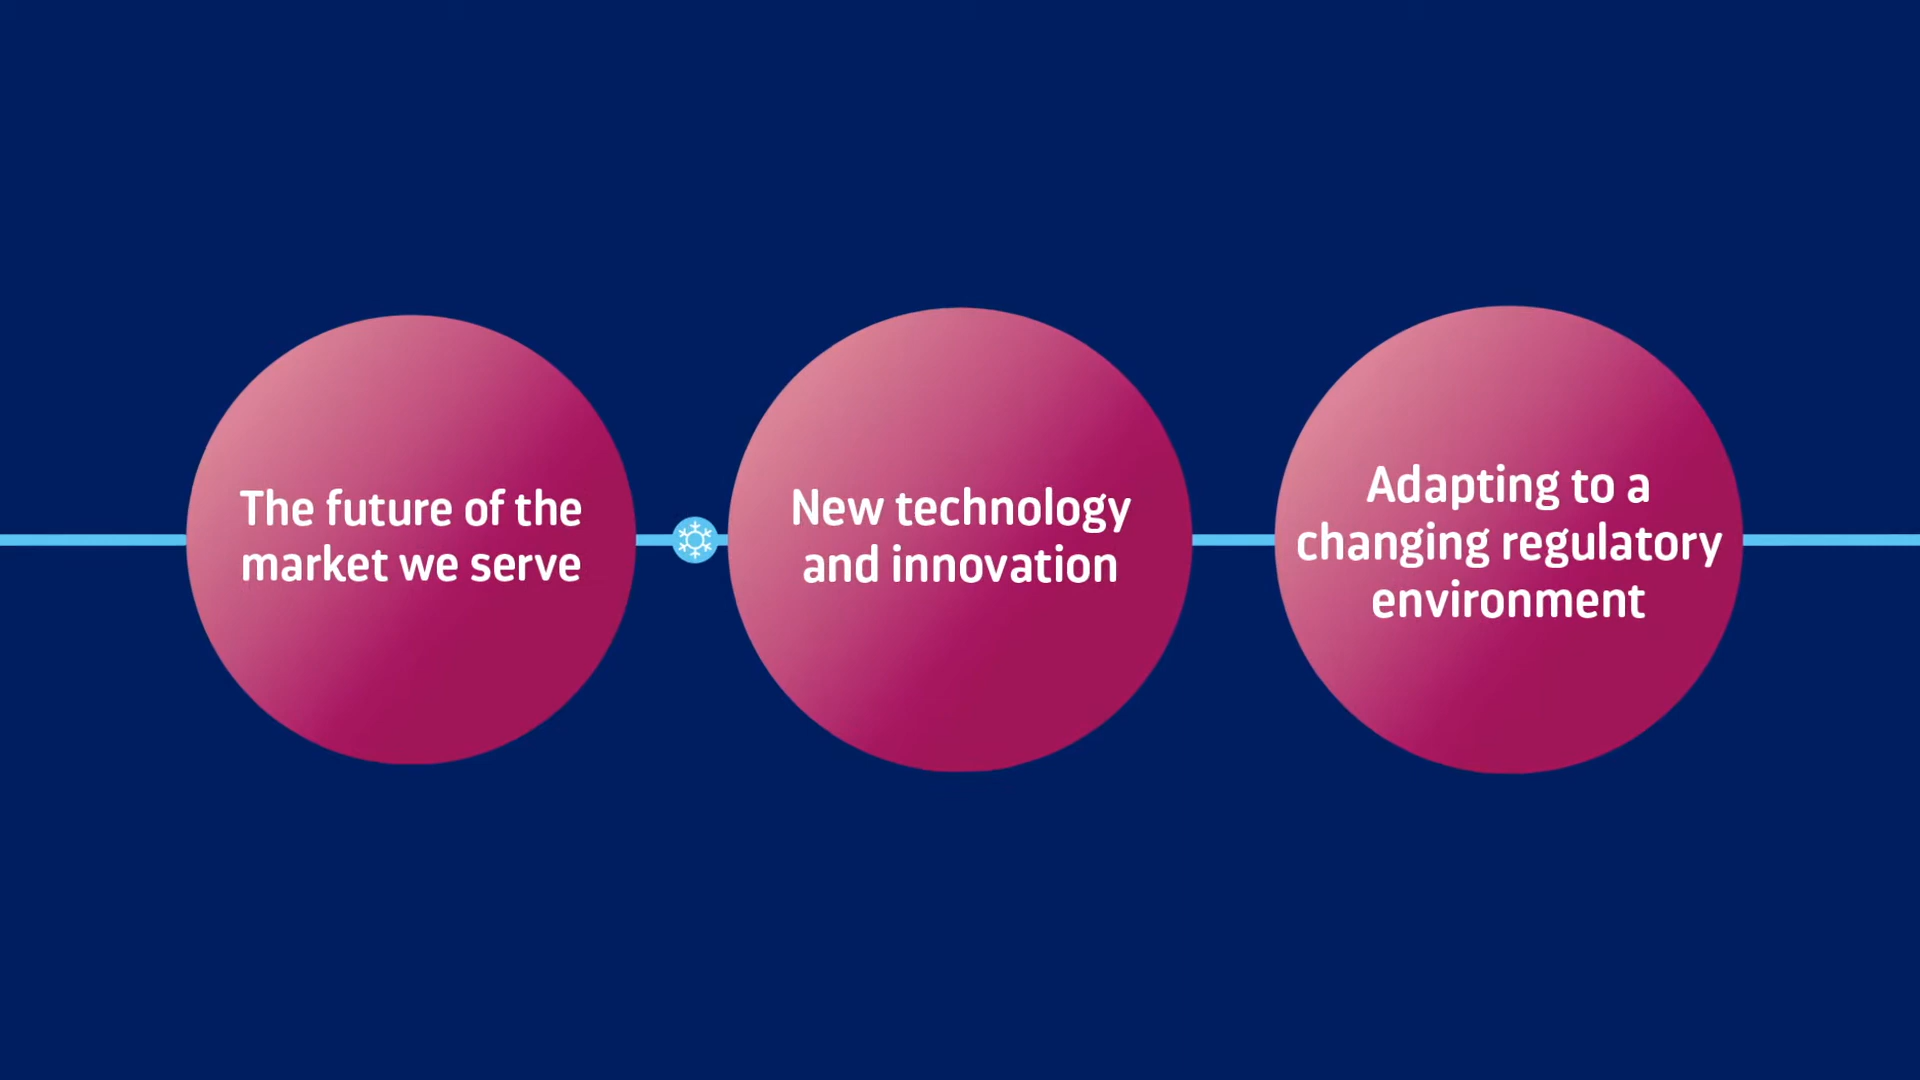 The future of the
market we serve
New technology
and innovation
Adapting to a
changing regulatory
environment